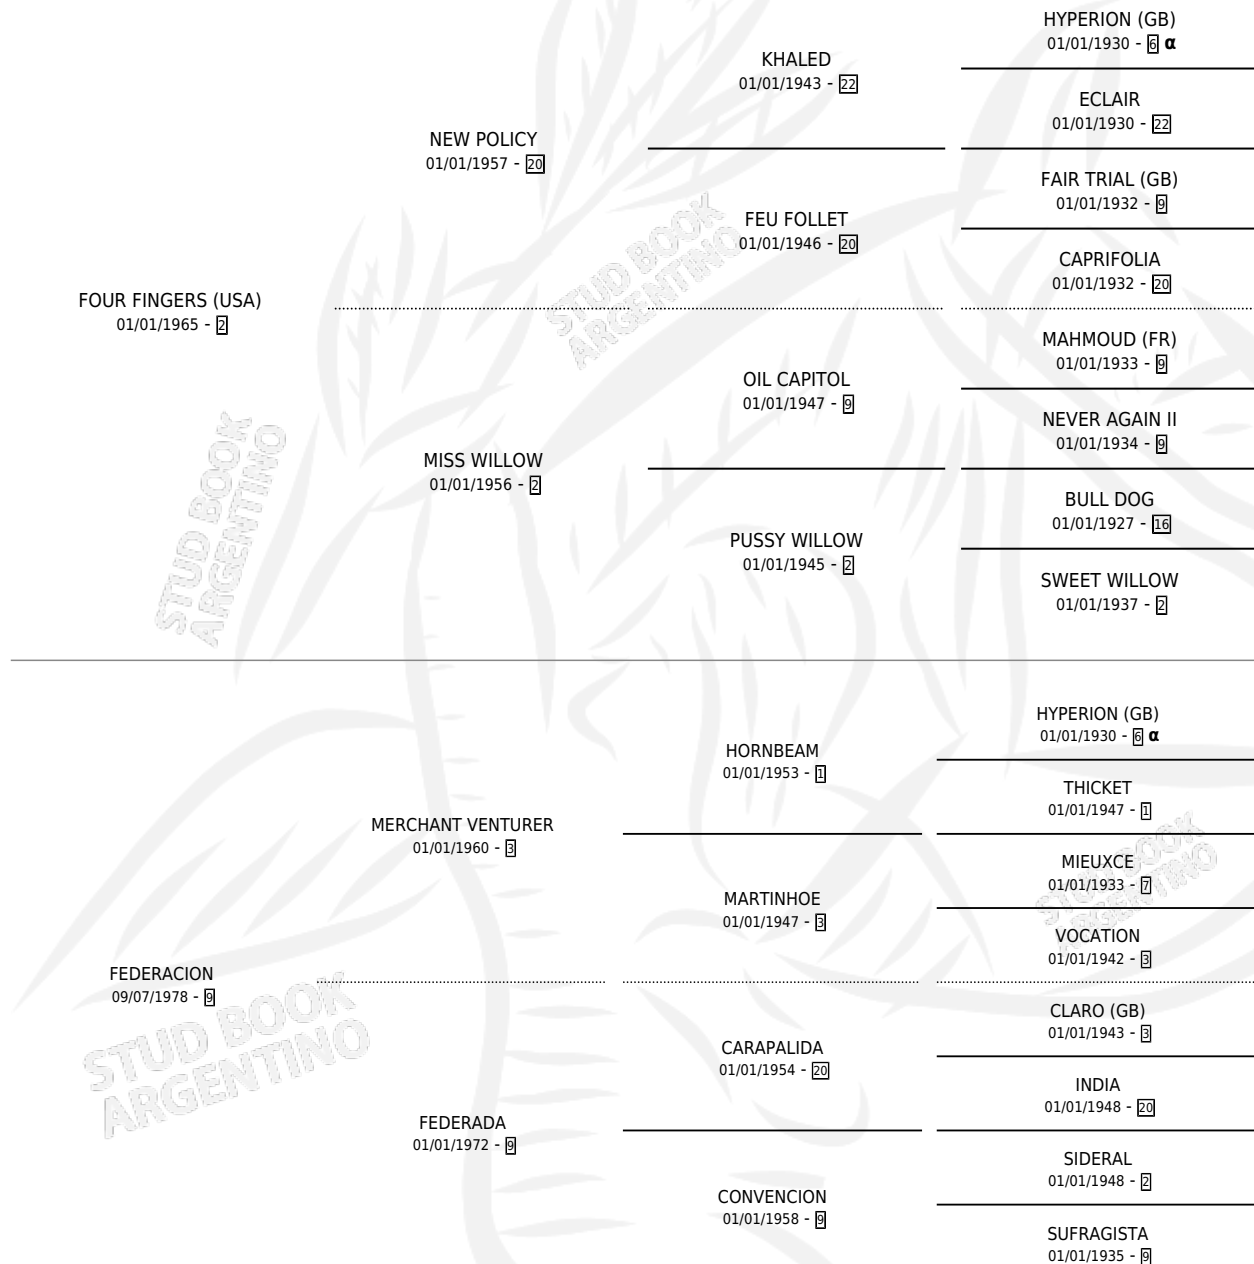 HYPERION (GB)
01/01/1930 - 6 α
KHALED
01/01/1943 - 22
ECLAIR
01/01/1930 - 22
NEW POLICY
01/01/1957 - 20
FAIR TRIAL (GB)
01/01/1932 - 9
FEU FOLLET
01/01/1946 - 20
CAPRIFOLIA
01/01/1932 - 20
FOUR FINGERS (USA)
01/01/1965 - 2
MAHMOUD (FR)
01/01/1933 - 9
OIL CAPITOL
01/01/1947 - 9
NEVER AGAIN II
01/01/1934 - 9
MISS WILLOW
01/01/1956 - 2
BULL DOG
01/01/1927 - 16
PUSSY WILLOW
01/01/1945 - 2
SWEET WILLOW
01/01/1937 - 2
HYPERION (GB)
01/01/1930 - 6 α
HORNBEAM
01/01/1953 - 1
THICKET
01/01/1947 - 1
MERCHANT VENTURER
01/01/1960 - 3
MIEUXCE
01/01/1933 - 7
MARTINHOE
01/01/1947 - 3
VOCATION
01/01/1942 - 3
FEDERACION
09/07/1978 - 9
CLARO (GB)
01/01/1943 - 3
CARAPALIDA
01/01/1954 - 20
INDIA
01/01/1948 - 20
FEDERADA
01/01/1972 - 9
SIDERAL
01/01/1948 - 2
CONVENCION
01/01/1958 - 9
SUFRAGISTA
01/01/1935 - 9
STUD BOOK
ARGENTINO
STUD BOOK
ARGENTINO
STUD BOOK
ARGENTINO
STUD BOOK
ARGENTINO